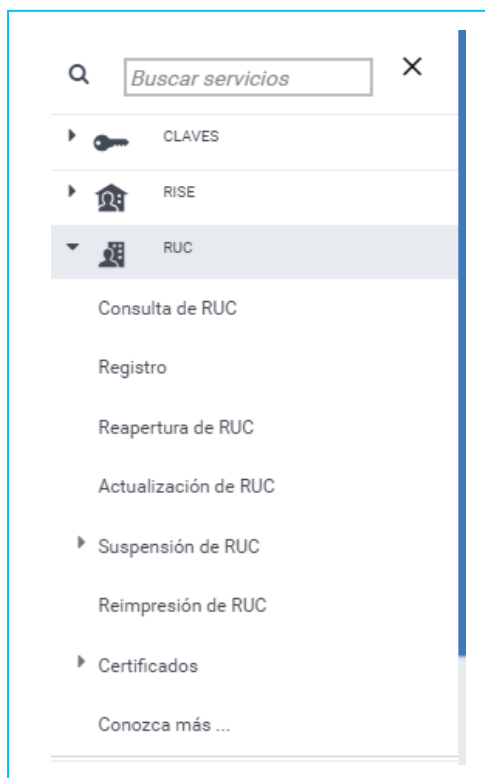 Buscar servicios
CLAVES
RISE
RUC
Consulta de RUC
Registro
Reapertura de RUC
Actualización de RUC
Suspensión de RUC
Reimpresión de RUC
Certificados
Conozca más ...